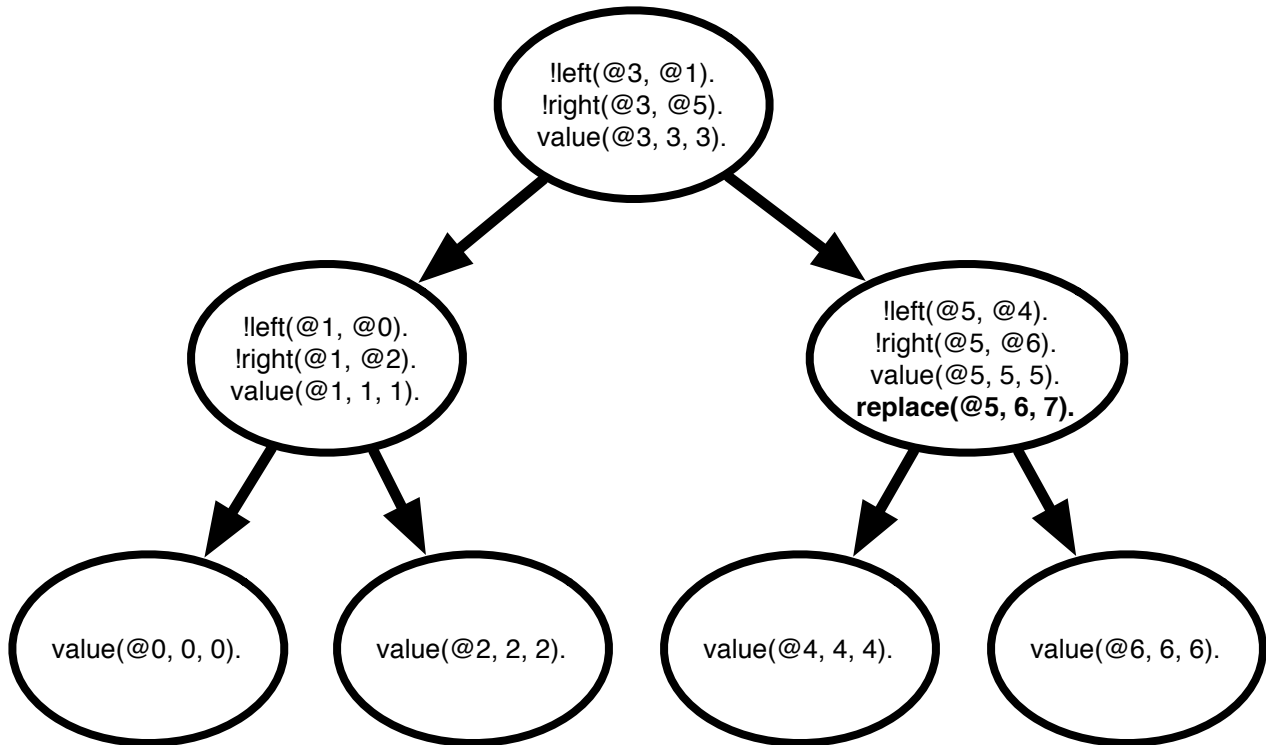 !left(@3, @1).
!right(@3, @5).
value(@3, 3, 3).
!left(@1, @0).
!right(@1, @2).
value(@1, 1, 1).
!left(@5, @4).
!right(@5, @6).
value(@5, 5, 5).
replace(@5, 6, 7).
value(@0, 0, 0).
value(@2, 2, 2).
value(@4, 4, 4).
value(@6, 6, 6).